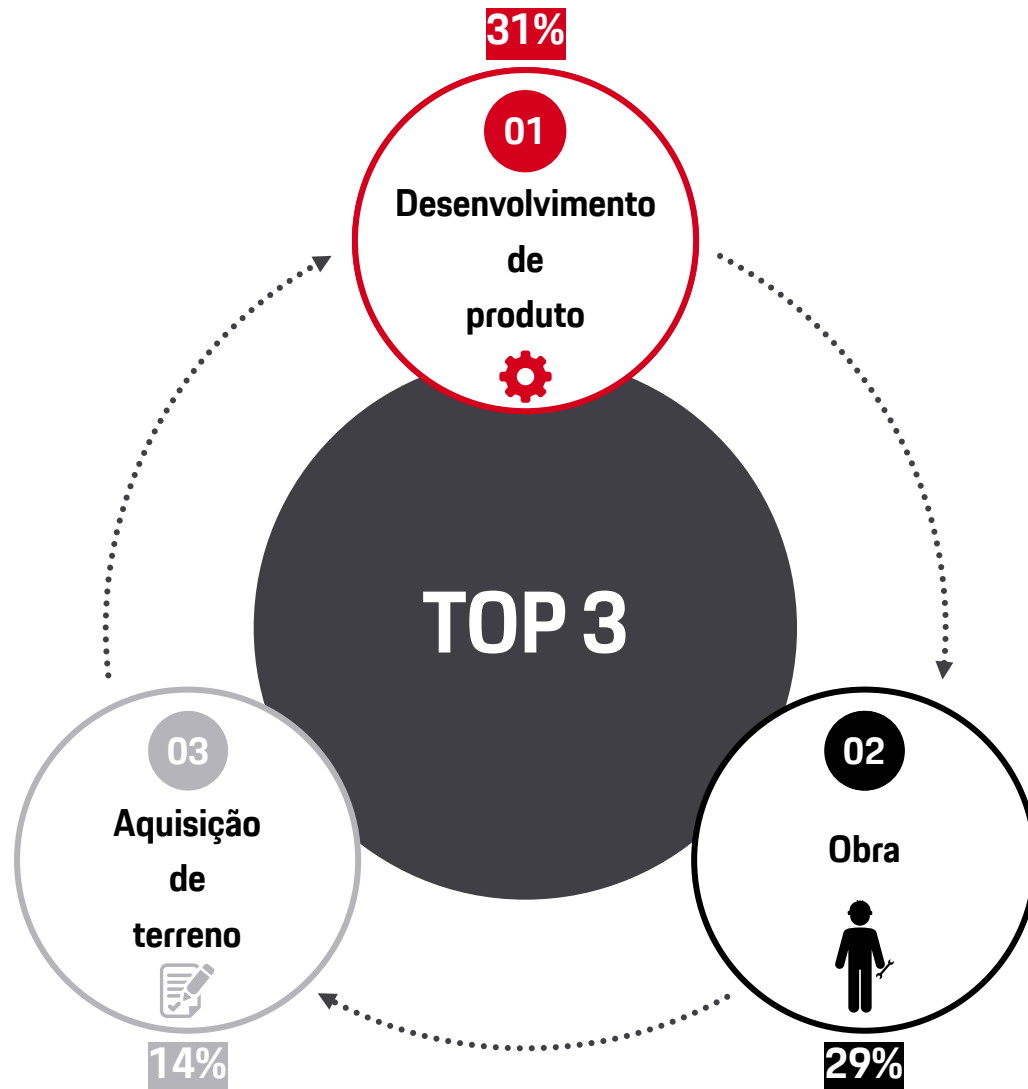 31%
01
Desenvolvimento
de
produto
TOP 3
03
Aquisição
de
terreno
14%
02
Obra
29%